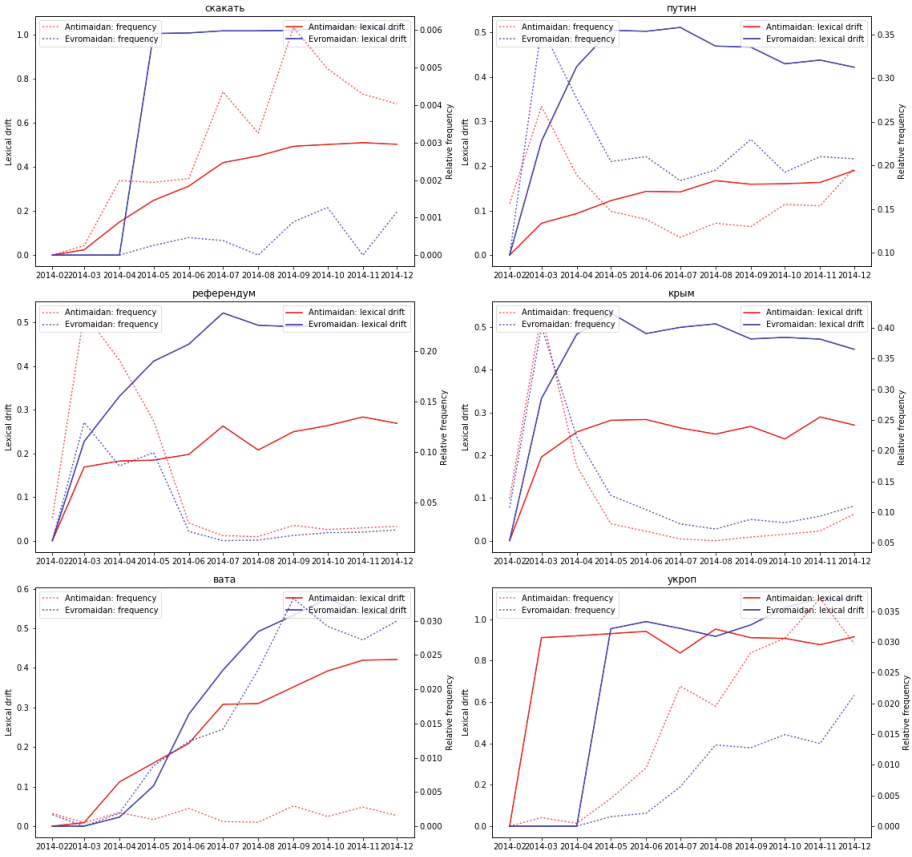 скакать
Antimaidan: frequency
Evromaidan: frequency
Antimaidan: lexical drift
Evromaidan: lexical drift
Lexical drift
Relative frequency
1.0
0.8
0.6
0.4
0.2
0.0
0.006
0.005
0.004
0.003
0.002
0.001
0.000
2014-02 2014-03 2014-04 2014-05 2014-06 2014-07 2014-08 2014-09 2014-10 2014-11 2014-12
путин
Antimaidan: frequency
Evromaidan: frequency
Antimaidan: lexical drift
Evromaidan: lexical drift
Lexical drift
Relative frequency
0.5
0.4
0.3
0.2
0.1
0.0
0.35
0.30
0.25
0.20
0.15
0.10
2014-02 2014-03 2014-04 2014-05 2014-06 2014-07 2014-08 2014-09 2014-10 2014-11 2014-12
референдум
Antimaidan: frequency
Evromaidan: frequency
Antimaidan: lexical drift
Evromaidan: lexical drift
Lexical drift
Relative frequency
0.5
0.4
0.3
0.2
0.1
0.0
0.20
0.15
0.10
0.05
2014-02 2014-03 2014-04 2014-05 2014-06 2014-07 2014-08 2014-09 2014-10 2014-11 2014-12
крым
Antimaidan: frequency
Evromaidan: frequency
Antimaidan: lexical drift
Evromaidan: lexical drift
Lexical drift
Relative frequency
0.5
0.4
0.3
0.2
0.1
0.0
0.40
0.35
0.30
0.25
0.20
0.15
0.10
0.05
2014-02 2014-03 2014-04 2014-05 2014-06 2014-07 2014-08 2014-09 2014-10 2014-11 2014-12
вата
Antimaidan: frequency
Evromaidan: frequency
Antimaidan: lexical drift
Evromaidan: lexical drift
Lexical drift
Relative frequency
0.6
0.5
0.4
0.3
0.2
0.1
0.0
0.030
0.025
0.020
0.015
0.010
0.005
0.000
2014-02 2014-03 2014-04 2014-05 2014-06 2014-07 2014-08 2014-09 2014-10 2014-11 2014-12
укроп
Antimaidan: frequency
Evromaidan: frequency
Antimaidan: lexical drift
Evromaidan: lexical drift
Lexical drift
Relative frequency
1.0
0.8
0.6
0.4
0.2
0.0
0.035
0.030
0.025
0.020
0.015
0.010
0.005
0.000
2014-02 2014-03 2014-04 2014-05 2014-06 2014-07 2014-08 2014-09 2014-10 2014-11 2014-12